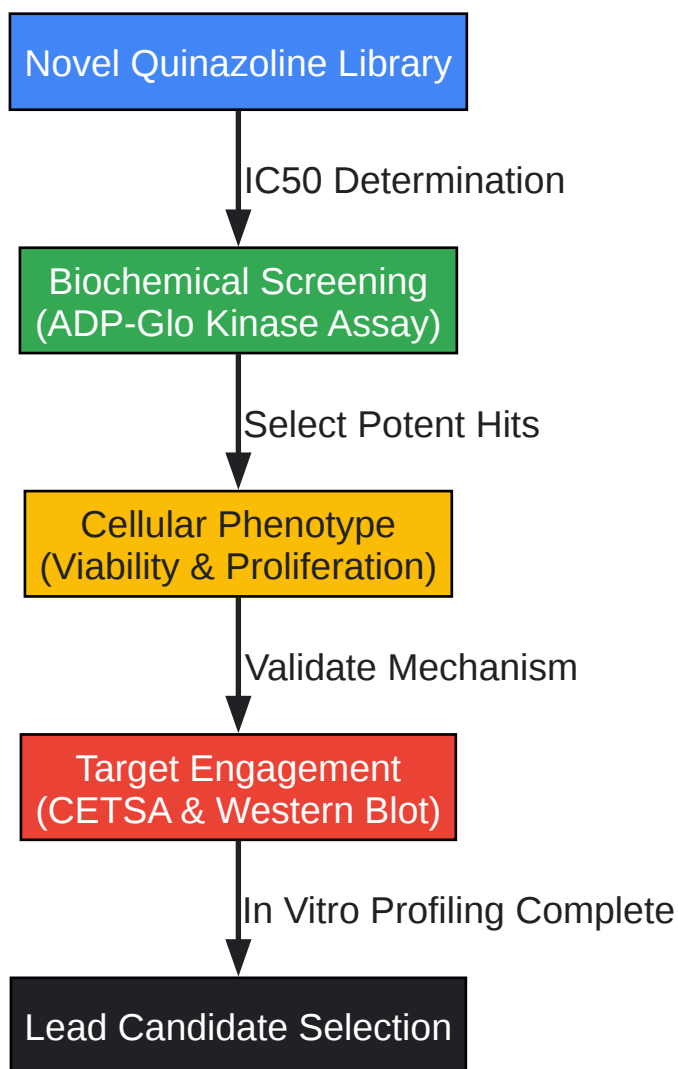 Novel Quinazoline Library
IC50 Determination
Biochemical Screening
(ADP-Glo Kinase Assay)
Select Potent Hits
Cellular Phenotype
(Viability & Proliferation)
Validate Mechanism
Target Engagement
(CETSA & Western Blot)
In Vitro Profiling Complete
Lead Candidate Selection